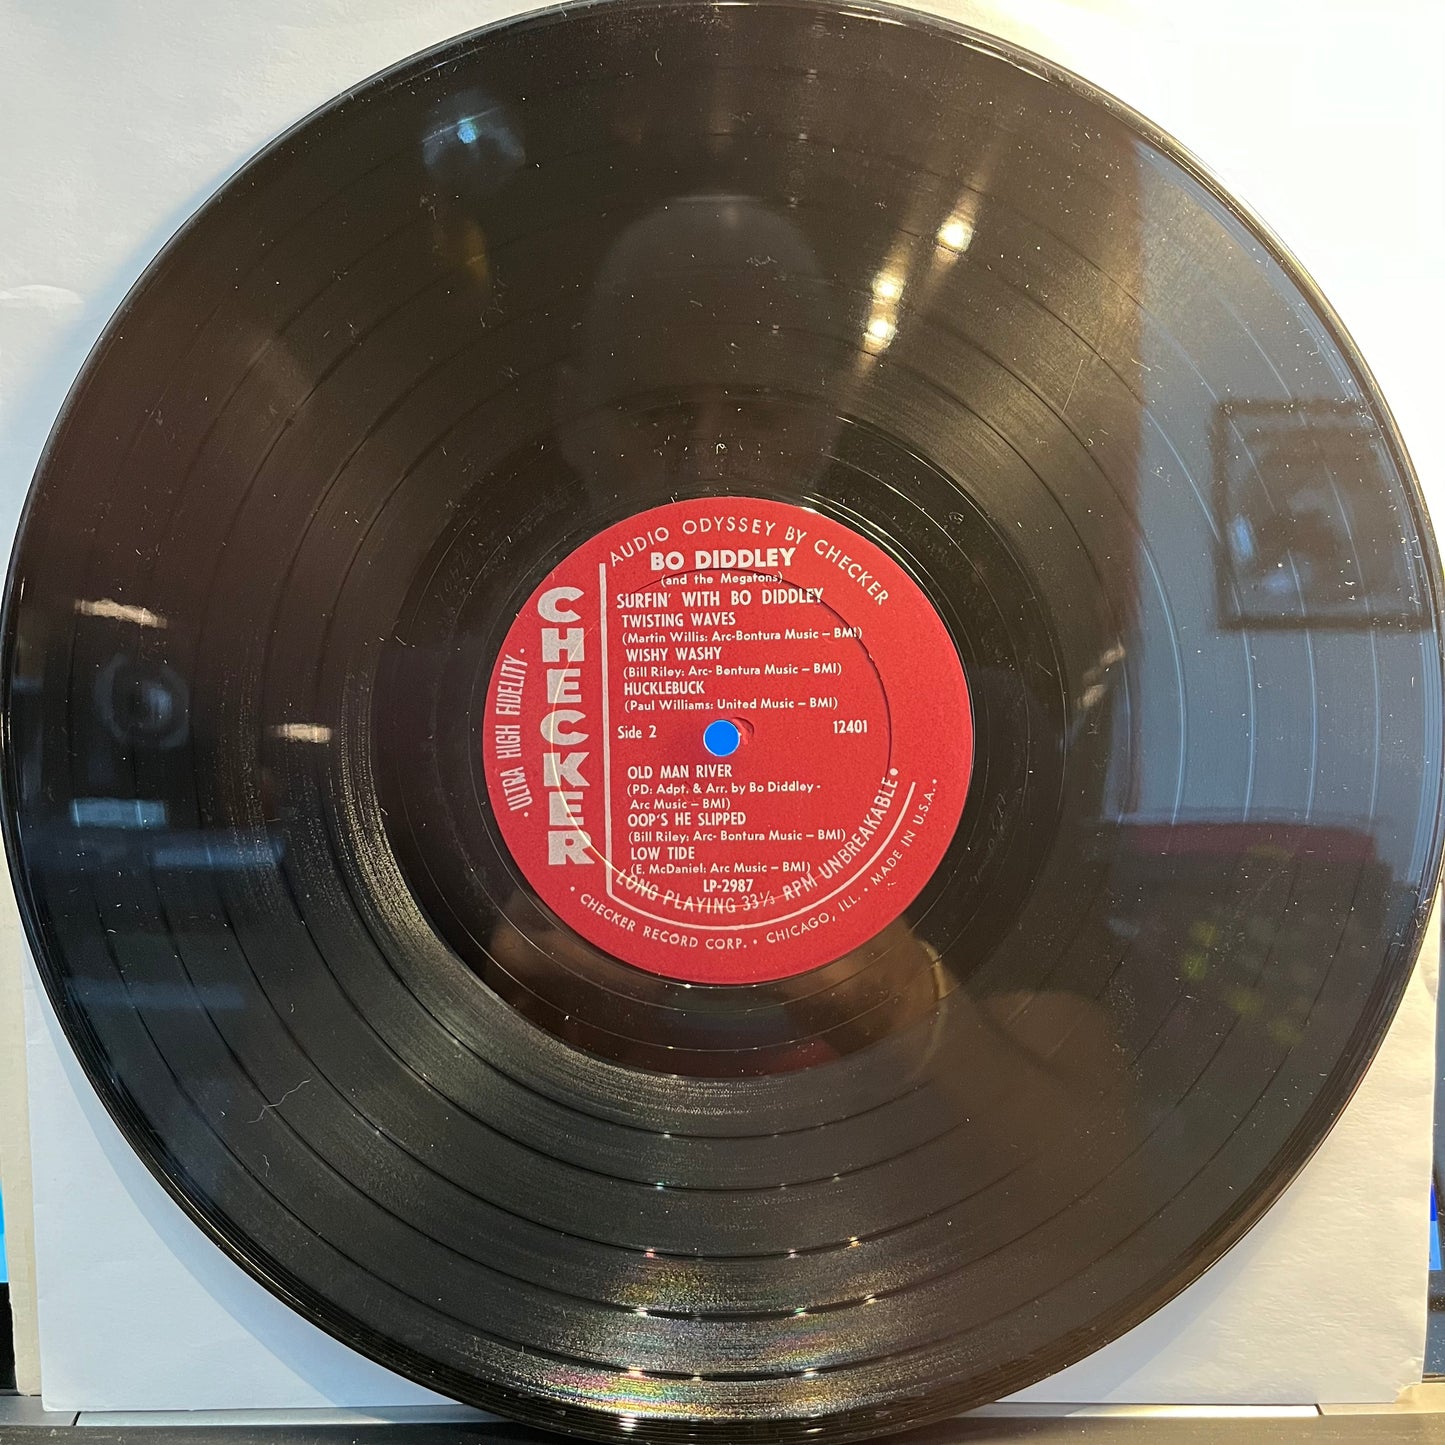 AUDIO ODYSSEY BY CHECKER
BO DIDDLEY
(and the Megatons)
SURFIN' WITH BO DIDDLEY
TWISTING WAVES
(Martin Willis: Arc-Bontura Music – BMI)
WISHY WASHY
(Bill Riley: Arc- Bentura Music – BMI)
HUCKLEBUCK
(Paul Williams: United Music – BMI)
Side 2
12401
OLD MAN RIVER
(PD: Adpt. & Arr. by Bo Diddley -
Arc Music – BMI)
OOP'S HE SLIPPED
(Bill Riley: Arc- Bontura Music – BMI)
LOW TIDE
(E. McDaniel: Arc Music – BMI)
LP-2987
LONG PLAYING 33⅓ RPM UNBREAKABLE •
• ULTRA HIGH FIDELITY •
CHECKER
• CHECKER RECORD CORP. • CHICAGO, ILL. • MADE IN U.S.A. •